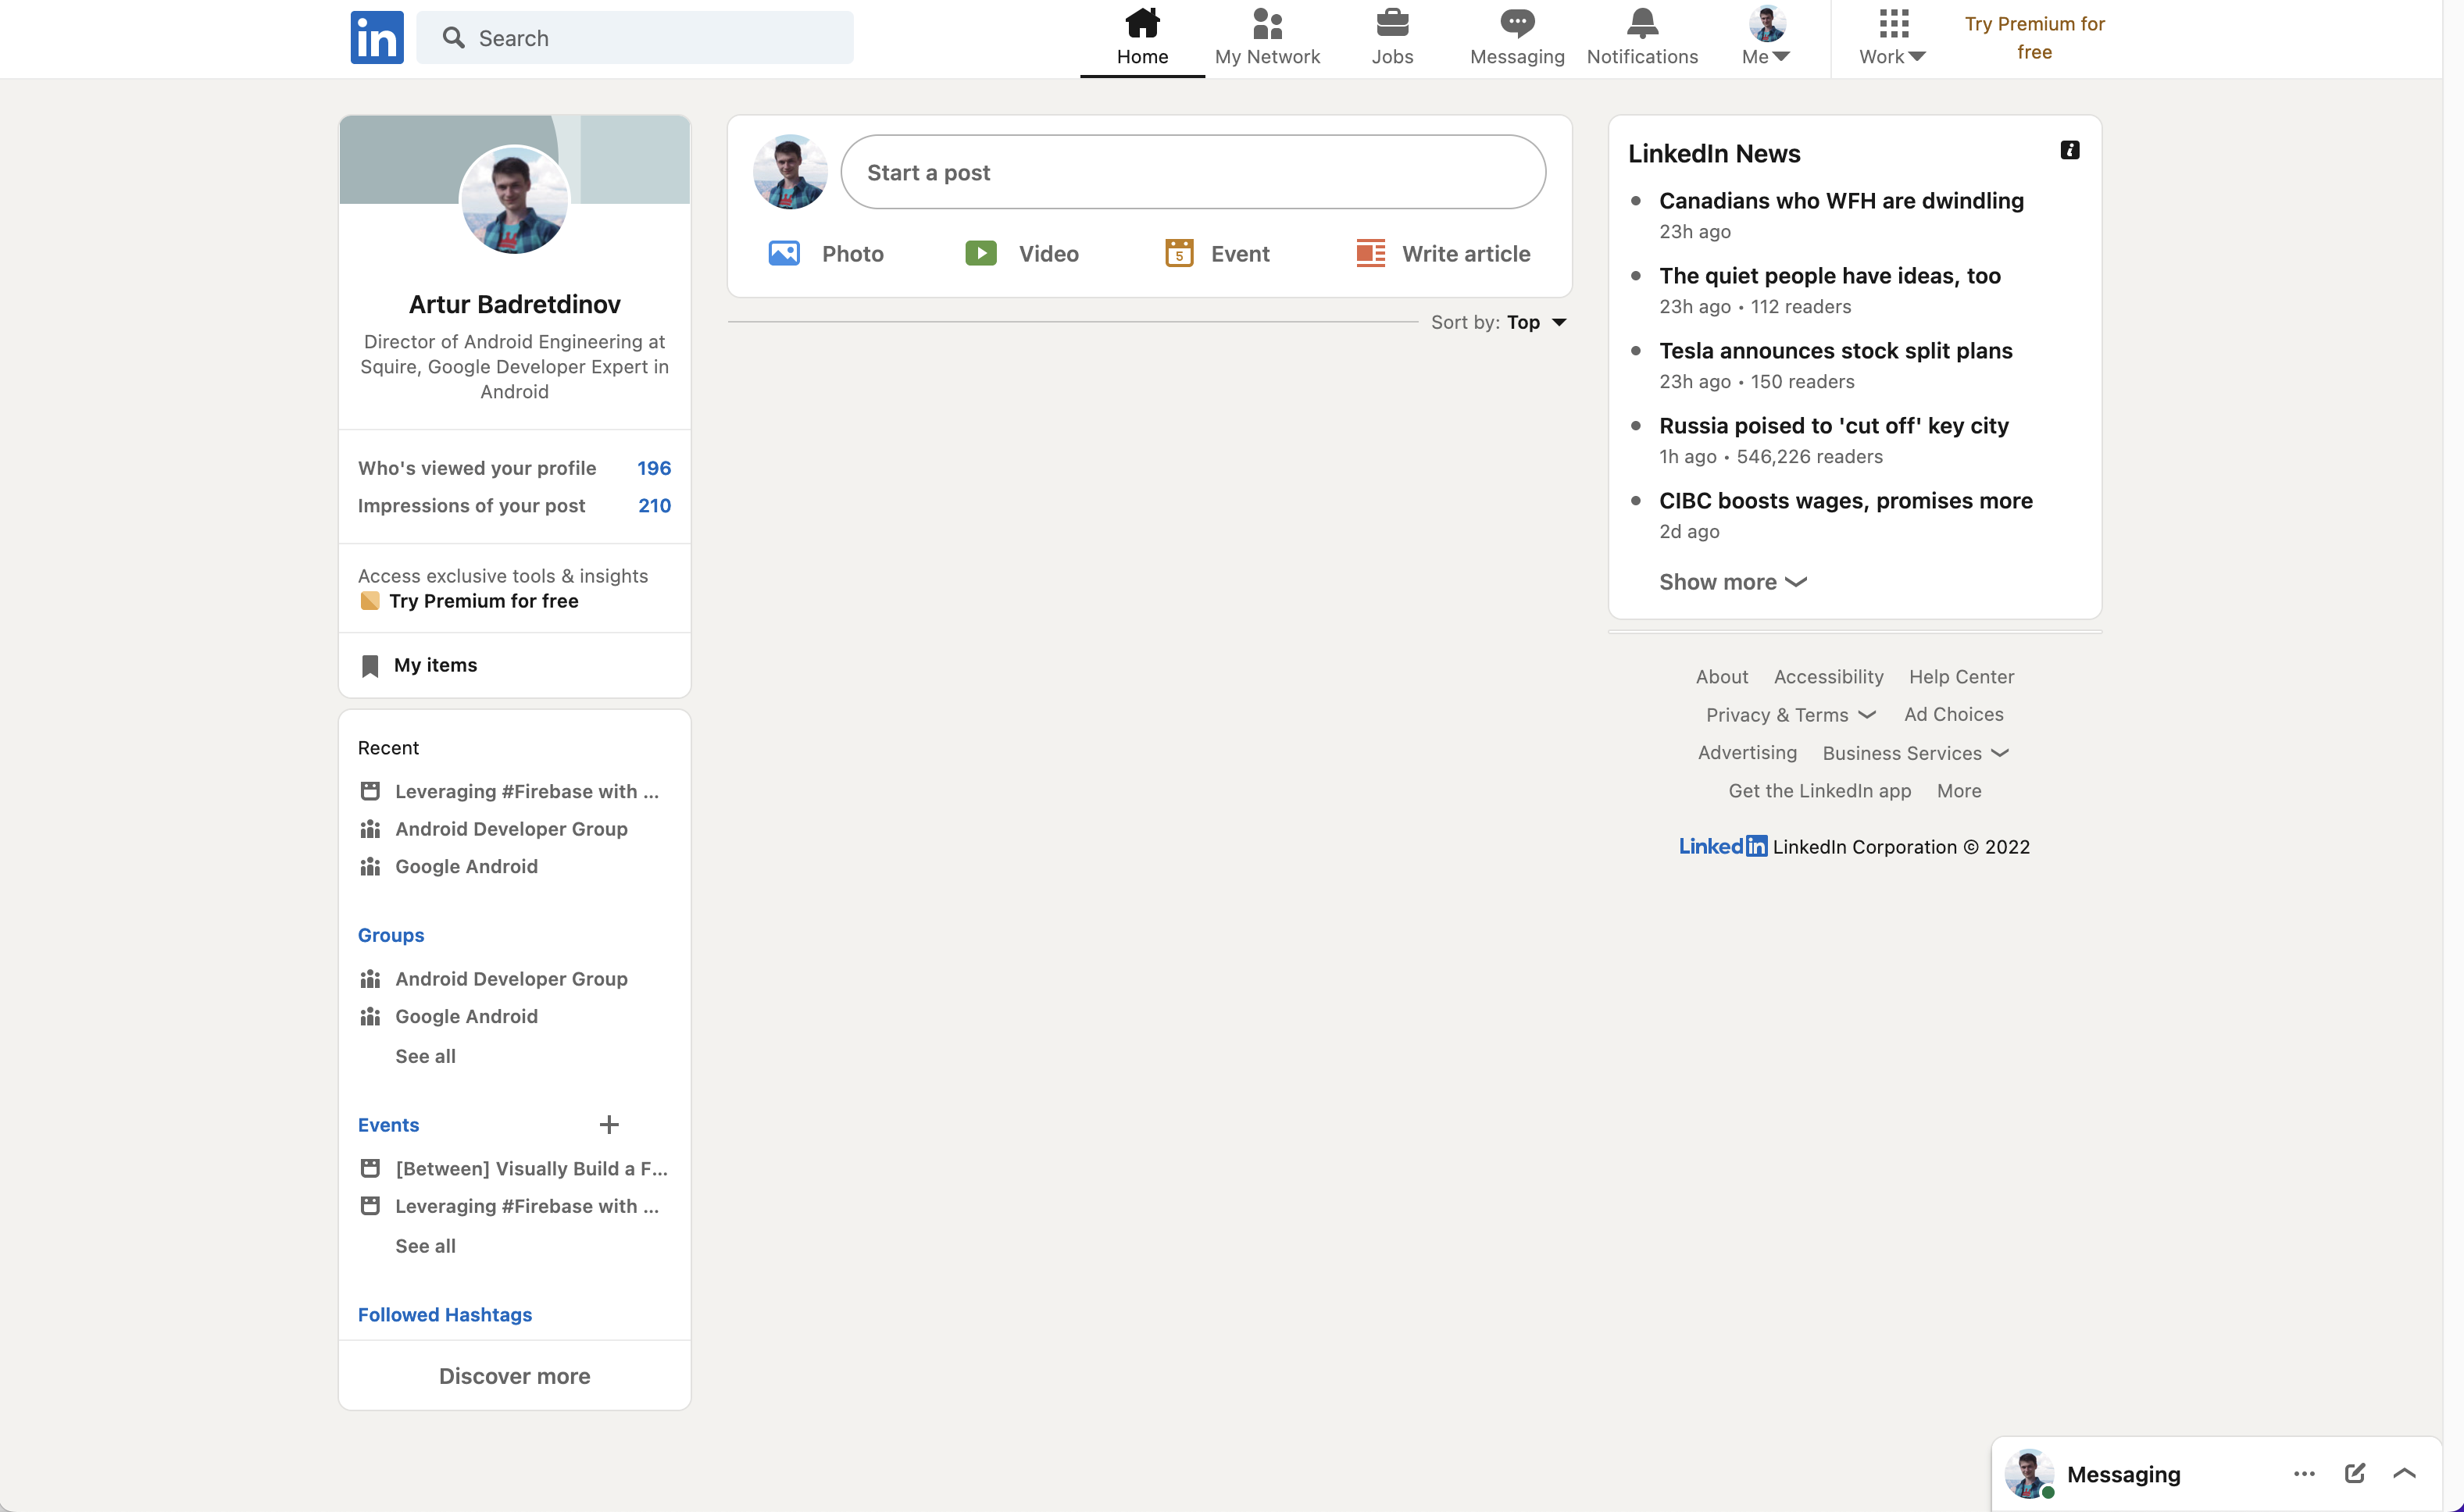 in
Search
Home
My Network
Jobs
Messaging
Notifications
Me
Work
Try Premium for
free
Artur Badretdinov
Director of Android Engineering at
Squire, Google Developer Expert in
Android
Who's viewed your profile 196
Impressions of your post 210
Access exclusive tools & insights
Try Premium for free
My items
Recent
Leveraging #Firebase with ...
Android Developer Group
Google Android
Groups
Android Developer Group
Google Android
See all
Events
[Between] Visually Build a F...
Leveraging #Firebase with ...
See all
Followed Hashtags
Discover more
Start a post
Photo
Video
5
Event
Write article
Sort by: Top
LinkedIn News
Canadians who WFH are dwindling
23h ago
The quiet people have ideas, too
23h ago • 112 readers
Tesla announces stock split plans
23h ago • 150 readers
Russia poised to 'cut off' key city
1h ago • 546,226 readers
CIBC boosts wages, promises more
2d ago
Show more
About Accessibility Help Center
Privacy & Terms Ad Choices
Advertising Business Services
Get the LinkedIn app More
Linkedin LinkedIn Corporation © 2022
Messaging